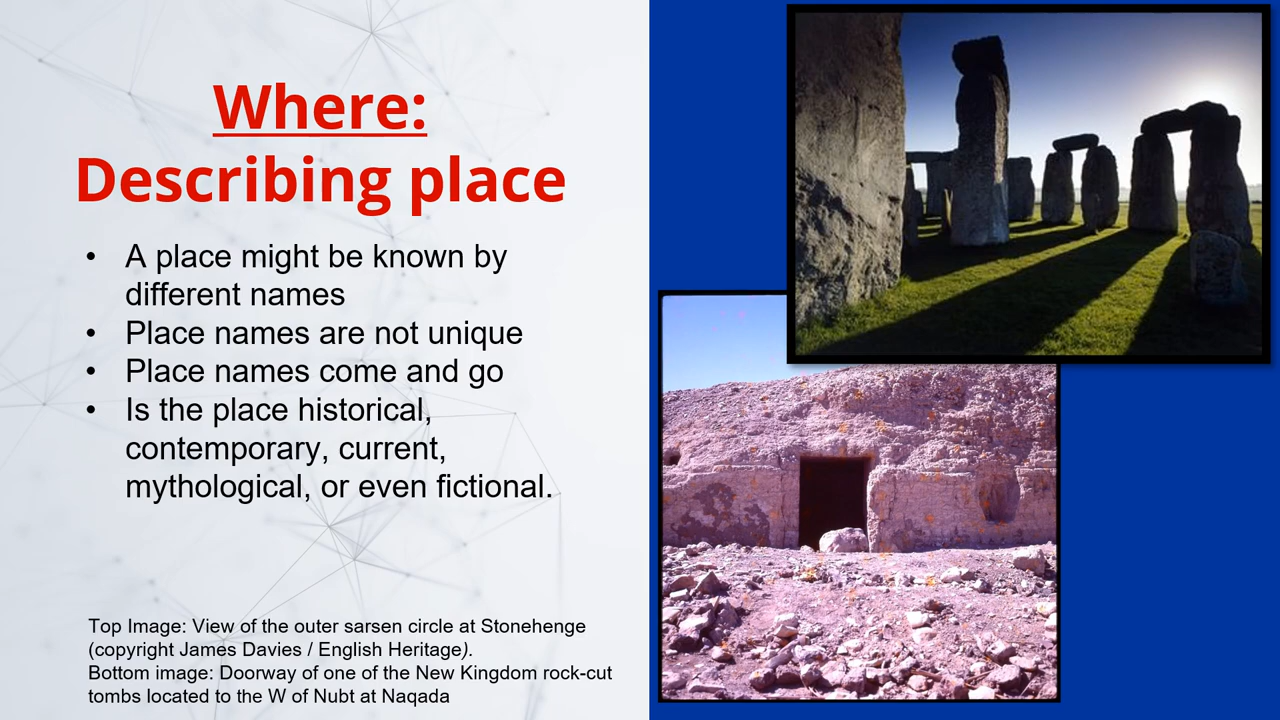 Where:
Describing place
• A place might be known by
different names
• Place names are not unique
• Place names come and go
• Is the place historical,
contemporary, current,
mythological, or even fictional.
Top Image: View of the outer sarsen circle at Stonehenge
(copyright James Davies / English Heritage).
Bottom image: Doorway of one of the New Kingdom rock-cut
tombs located to the W of Nubt at Naqada